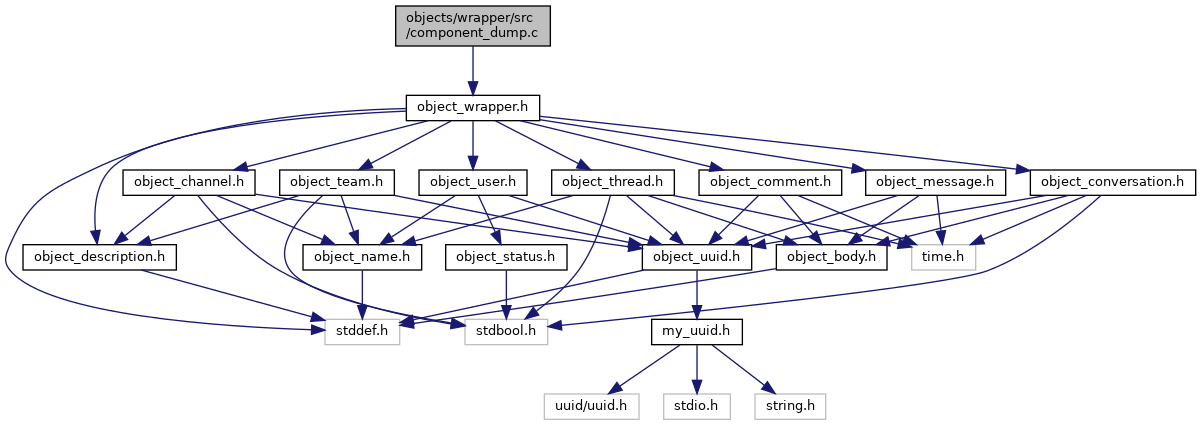 objects/wrapper/src
/component_dump.c
object_wrapper.h
object_channel.h
object_team.h
object_user.h
object_thread.h
object_comment.h
object_message.h
object_conversation.h
object_description.h
object_name.h
object_status.h
object_uuid.h
object_body.h
time.h
stddef.h
stdbool.h
my_uuid.h
uuid/uuid.h
stdio.h
string.h